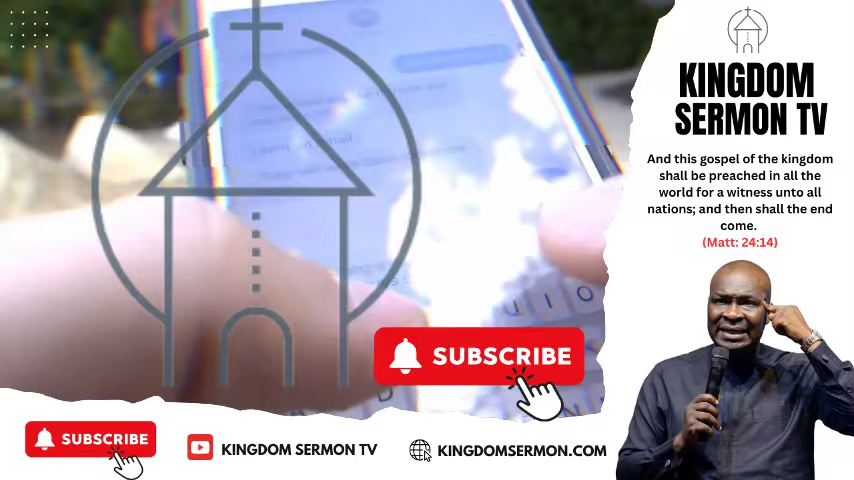 KINGDOM
SERMON TV
And this gospel of the kingdom
shall be preached in all the
world for a witness unto all
nations; and then shall the end
come.
(Matt: 24:14)
U I O
SUBSCRIBE
SUBSCRIBE
KINGDOM SERMON TV
KINGDOMSERMON.COM